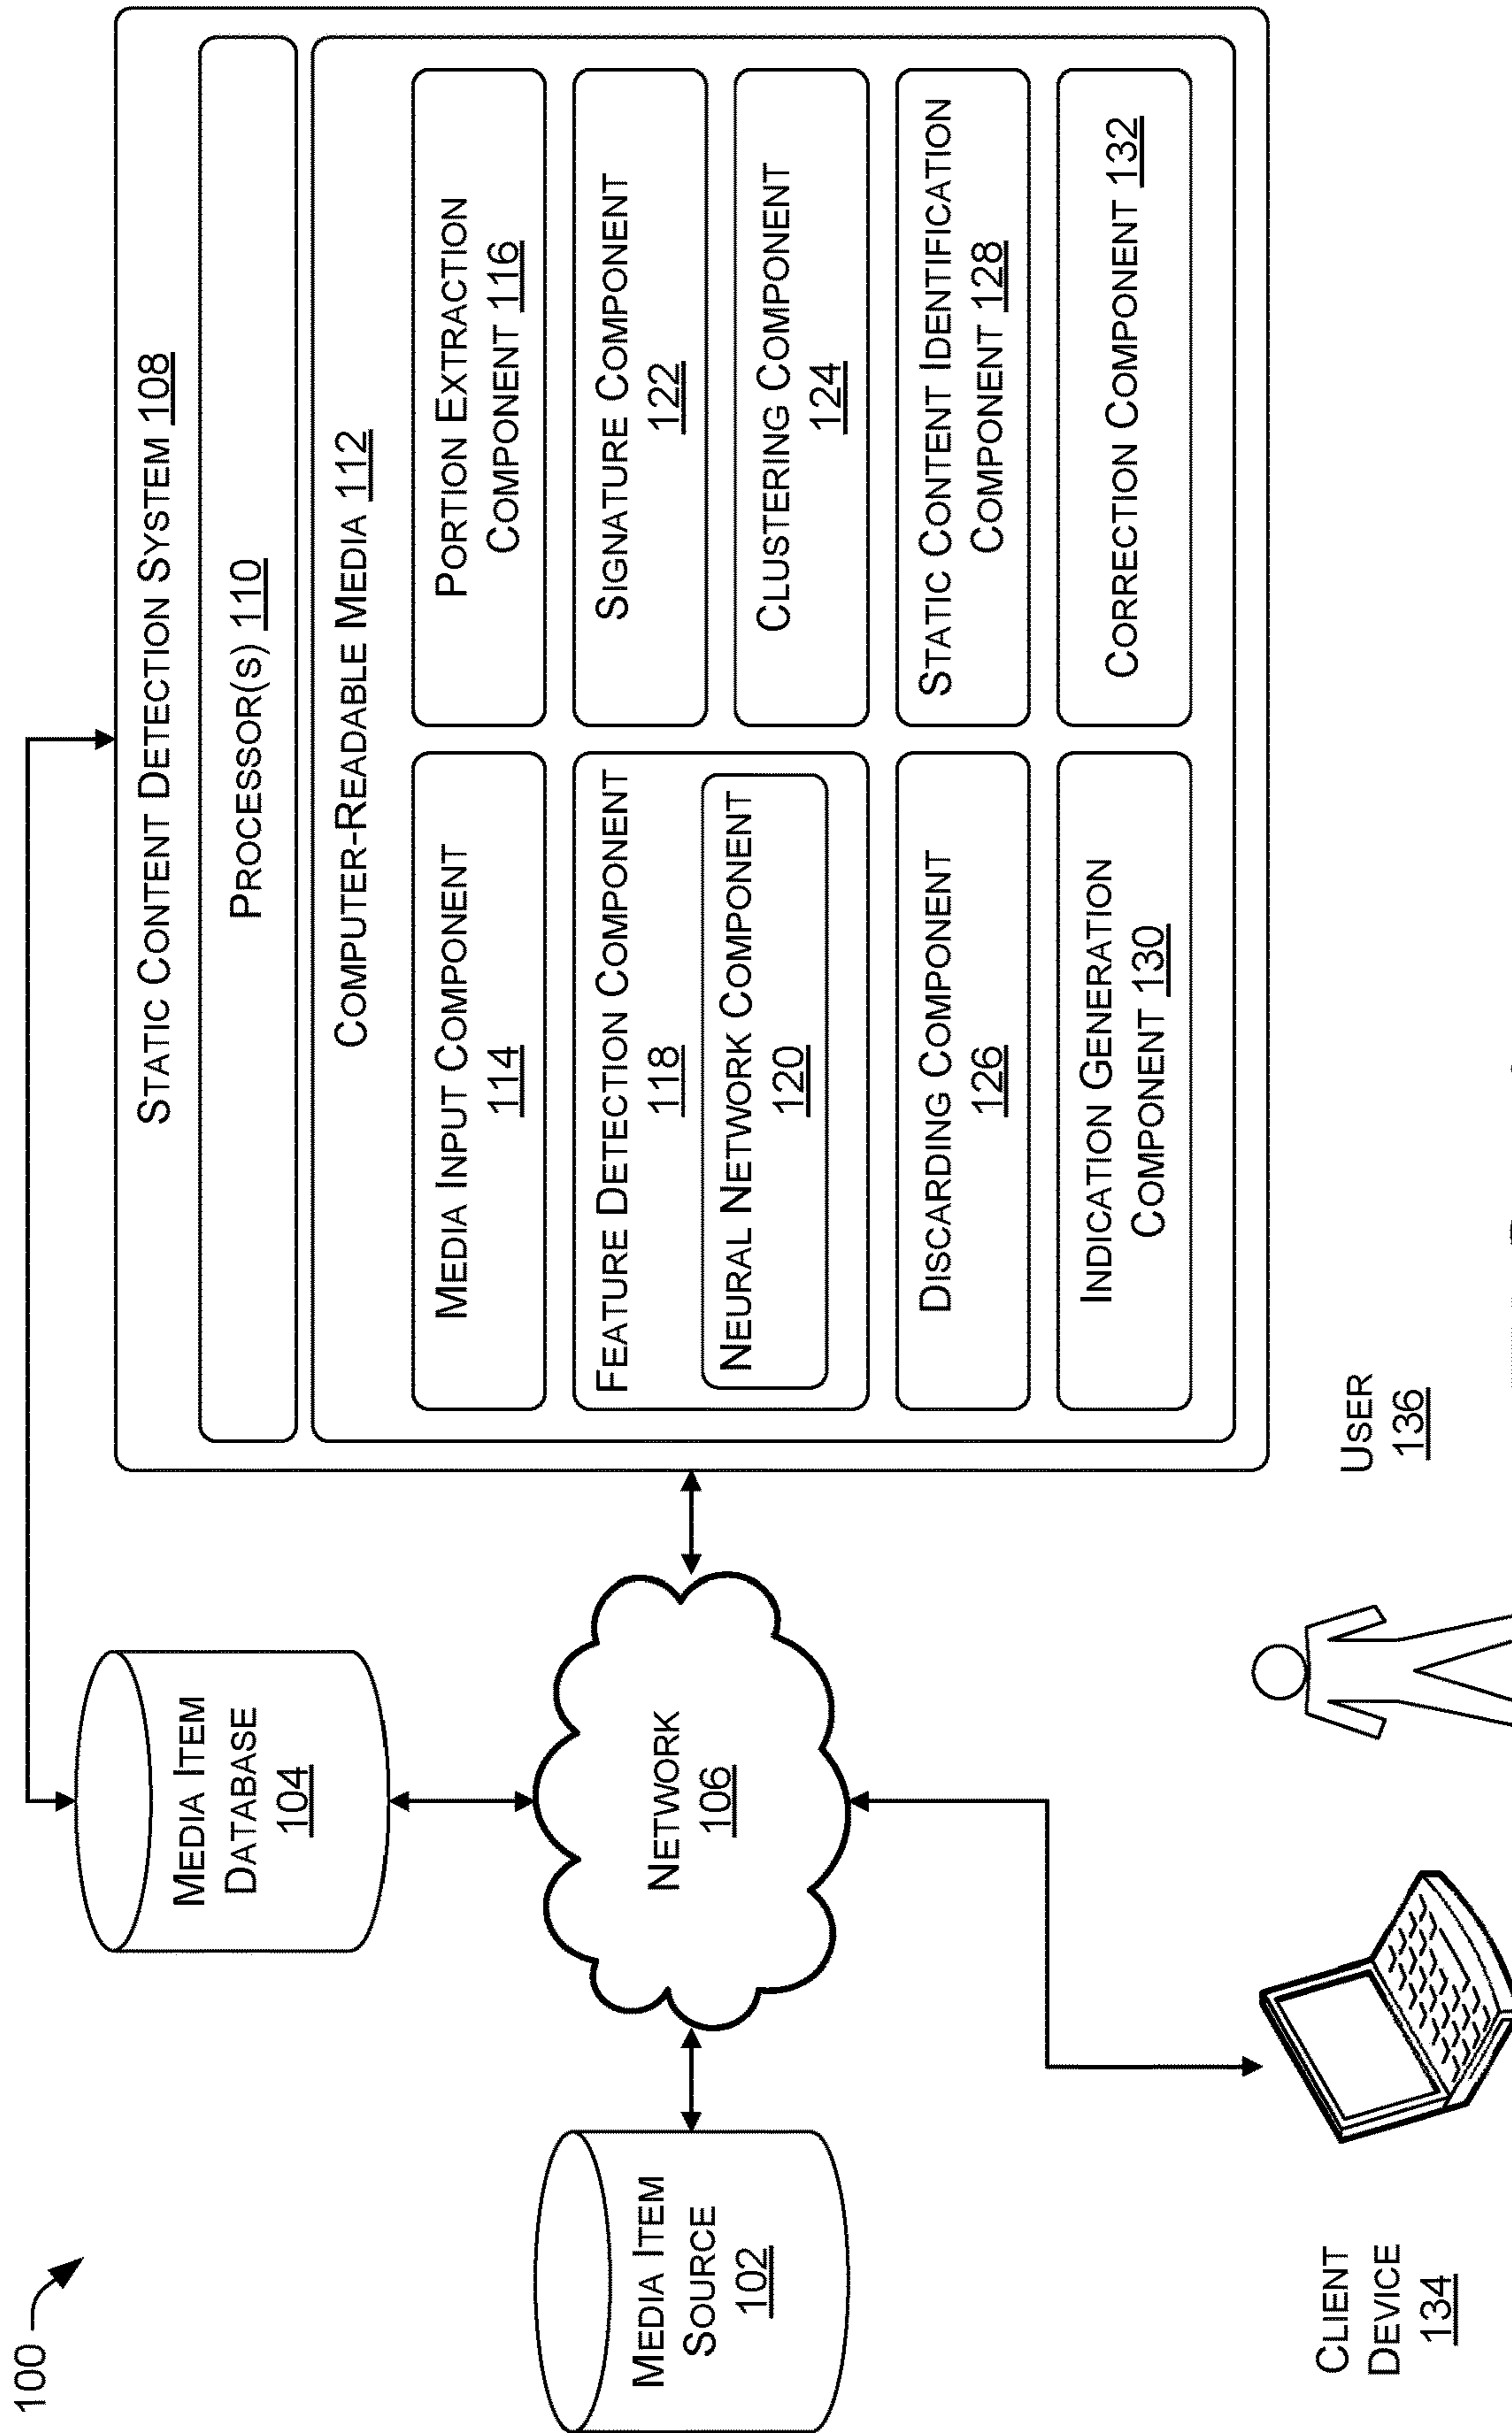 100
STATIC CONTENT DETECTION SYSTEM 108
PROCESSOR(S) 110
COMPUTER-READABLE MEDIA 112
MEDIA INPUT COMPONENT
114
PORTION EXTRACTION
COMPONENT 116
FEATURE DETECTION COMPONENT
118
NEURAL NETWORK COMPONENT
120
SIGNATURE COMPONENT
122
CLUSTERING COMPONENT
124
DISCARDING COMPONENT
126
STATIC CONTENT IDENTIFICATION
COMPONENT 128
INDICATION GENERATION
COMPONENT 130
CORRECTION COMPONENT 132
MEDIA ITEM
DATABASE
104
MEDIA ITEM
SOURCE
102
NETWORK
106
CLIENT
DEVICE
134
USER
136